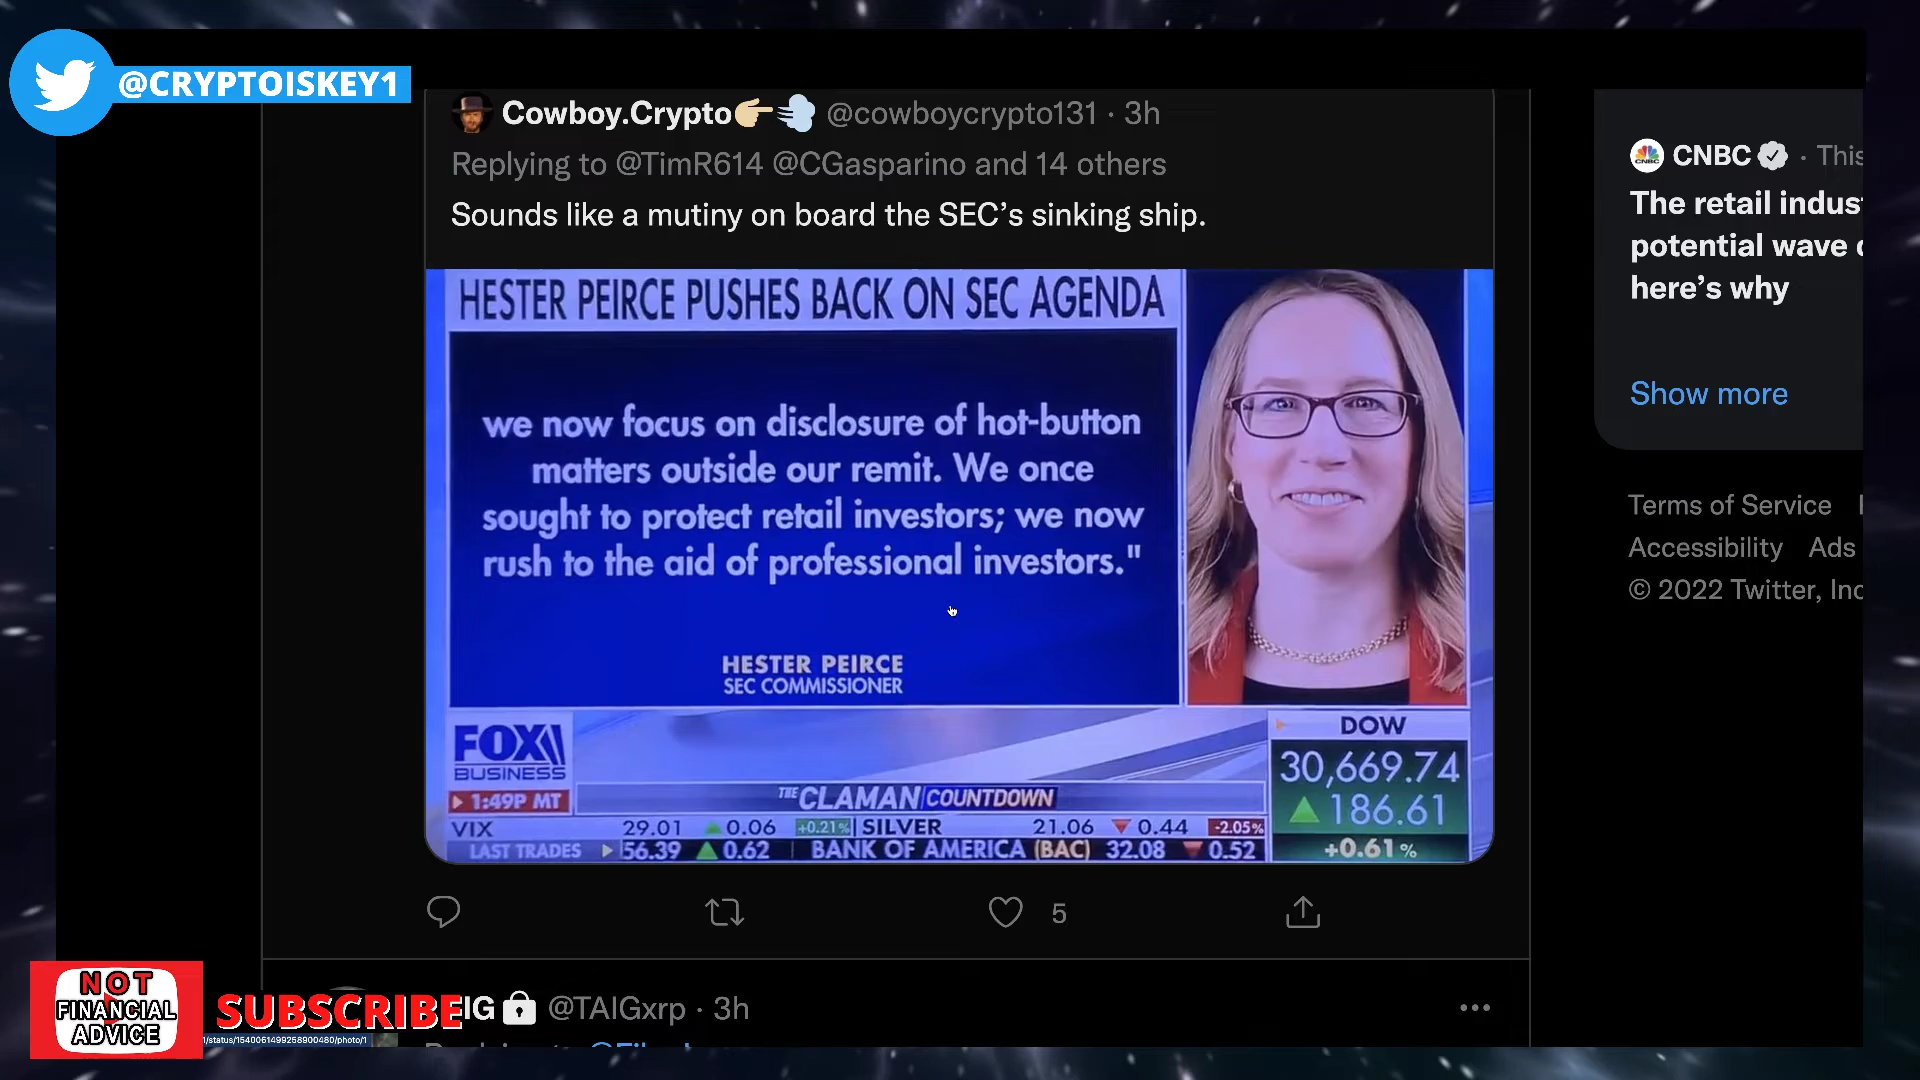 @CRYPTOISKEY1
Cowboy.Crypto @cowboycrypto131 · 3h
Replying to @TimR614 @CGasparino and 14 others
Sounds like a mutiny on board the SEC’s sinking ship.
HESTER PEIRCE PUSHES BACK ON SEC AGENDA
we now focus on disclosure of hot-button
matters outside our remit. We once
sought to protect retail investors; we now
rush to the aid of professional investors."
HESTER PEIRCE
SEC COMMISSIONER
FOX
BUSINESS
1:49P MT
THE CLAMAN COUNTDOWN
DOW
30,669.74
186.61
+0.61%
VIX 29.01 0.06 +0.21% SILVER 21.06 0.44 -2.05%
LAST TRADES 56.39 0.62 BANK OF AMERICA (BAC) 32.08 0.52
5
CNBC · This
The retail indus
potential wave
here’s why
Show more
Terms of Service
Accessibility Ads
© 2022 Twitter, Inc
NOT
FINANCIAL
ADVICE
SUBSCRIBE
IG @TAIGxrp · 3h
/status/1540061499258900480/photo/1